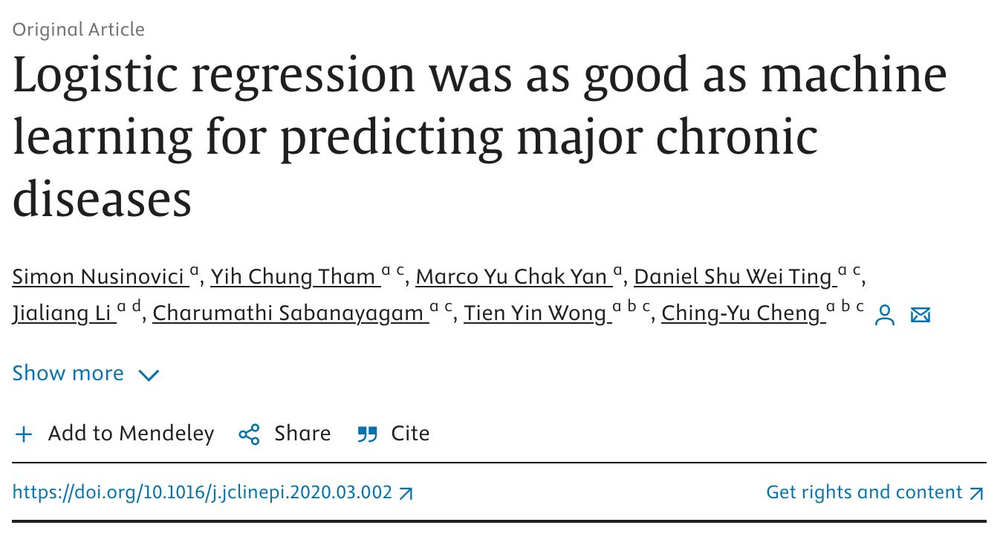 Original Article
Logistic regression was as good as machine
learning for predicting major chronic
diseases
Simon Nusinovici a, Yih Chung Tham a c, Marco Yu Chak Yan a, Daniel Shu Wei Ting a c,
Jialiang Li a d, Charumathi Sabanayagam a c, Tien Yin Wong a b c, Ching-Yu Cheng a b c
Show more
Add to Mendeley Share Cite
https://doi.org/10.1016/j.jclinepi.2020.03.002 Get rights and content